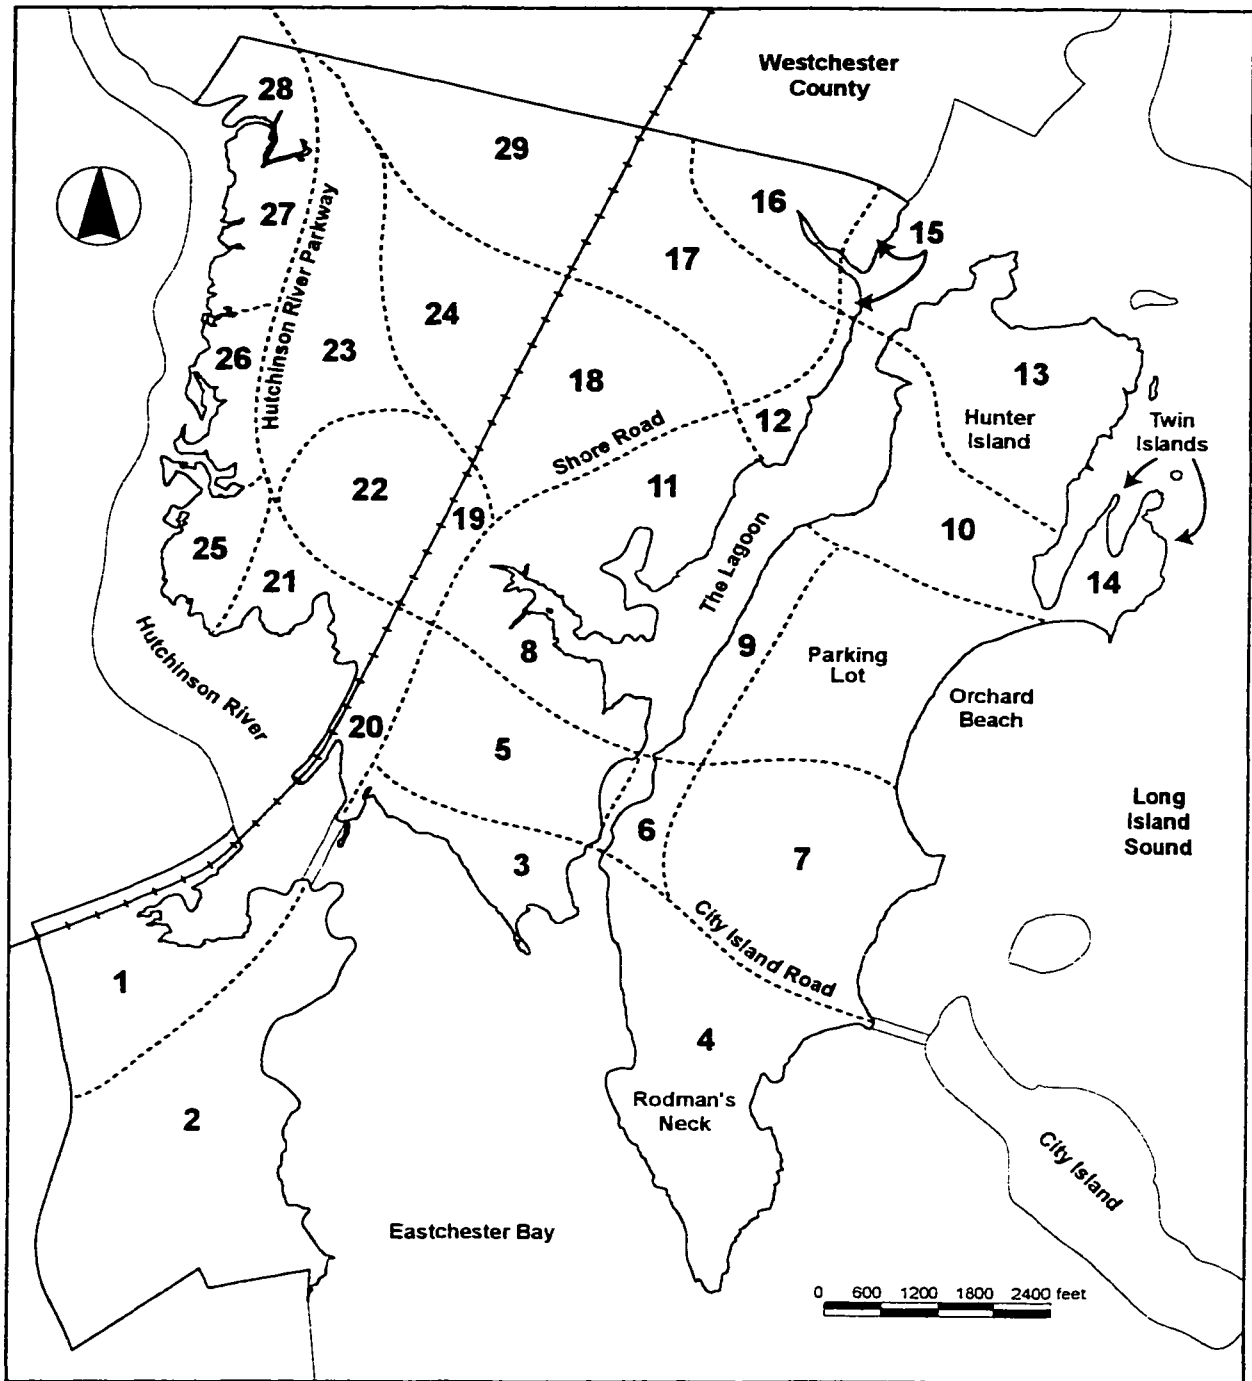 Westchester
County
28
29
27
16
15
17
Hutchinson River Parkway
24
23
26
18
13
Hunter
Island
Twin
Islands
12
Shore Road
22
11
19
10
25
The Lagoon
21
14
8
9
Parking
Lot
Hutchinson River
Orchard
Beach
20
5
Long
Island
Sound
6
7
3
City Island Road
1
4
Rodman's
Neck
2
City Island
Eastchester Bay
0 600 1200 1800 2400 feet